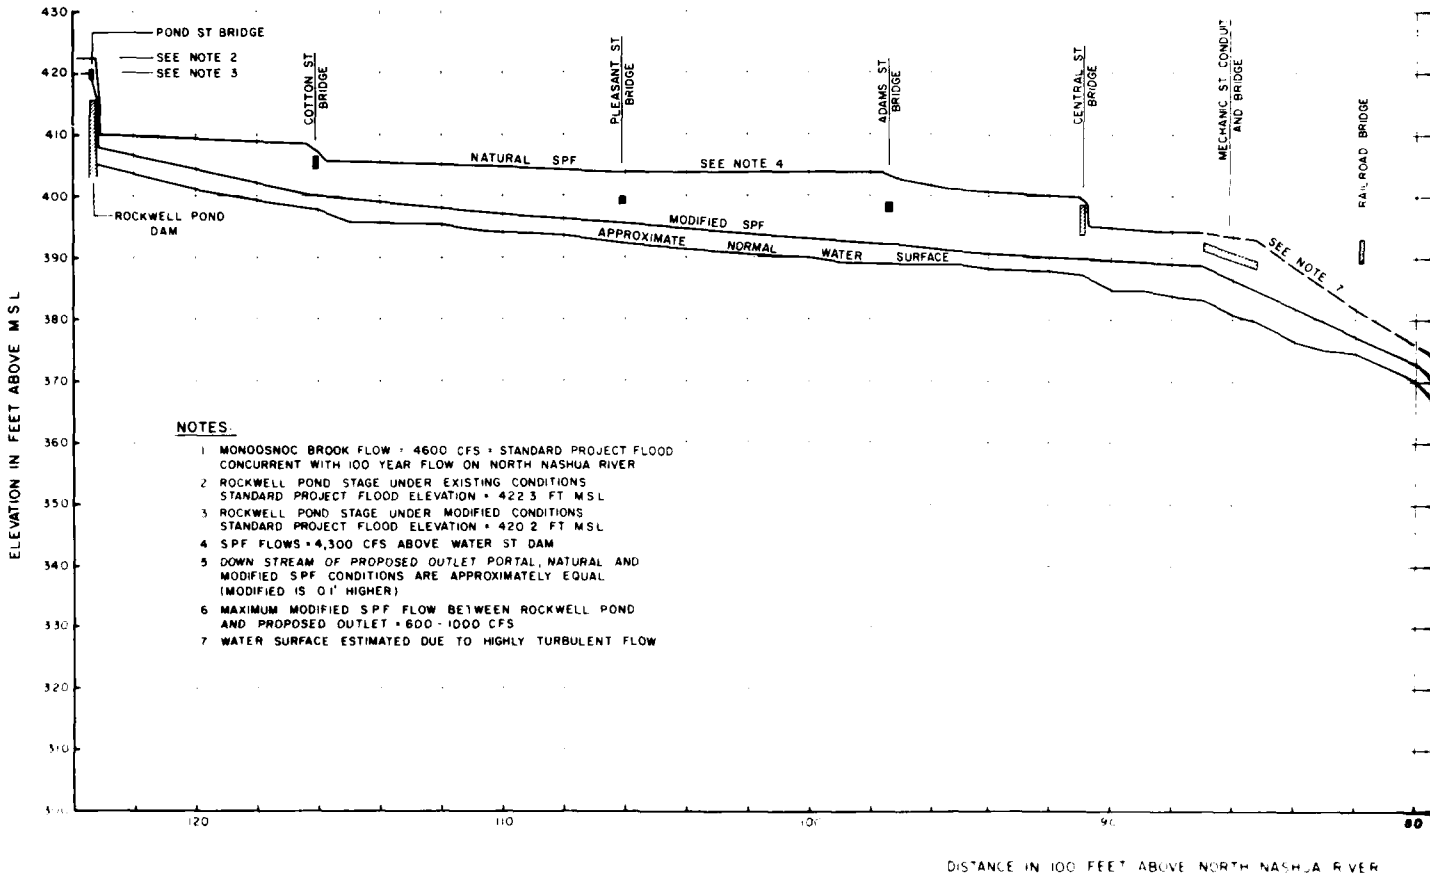 430
420
410
400
390
380
370
360
350
340
330
320
ELEVATION IN FEET ABOVE MSL
POND ST BRIDGE
SEE NOTE 2
SEE NOTE 3
ROCKWELL POND
DAM
COTTON ST
BRIDGE
PLEASANT ST
BRIDGE
ADAMS ST
BRIDGE
CENTRAL ST
BRIDGE
MECHANIC ST CONDUIT
AND BRIDGE
RAILROAD BRIDGE
NATURAL SPF
SEE NOTE 4
MODIFIED SPF
APPROXIMATE NORMAL WATER SURFACE
SEE NOTE 7
NOTES:
1 MONOOSNOC BROOK FLOW = 4600 CFS = STANDARD PROJECT FLOOD
CONCURRENT WITH 100 YEAR FLOW ON NORTH NASHUA RIVER
2 ROCKWELL POND STAGE UNDER EXISTING CONDITIONS
STANDARD PROJECT FLOOD ELEVATION = 422.3 FT MSL
3 ROCKWELL POND STAGE UNDER MODIFIED CONDITIONS
STANDARD PROJECT FLOOD ELEVATION = 420.2 FT MSL
4 SPF FLOWS = 4,300 CFS ABOVE WATER ST DAM
5 DOWN STREAM OF PROPOSED OUTLET PORTAL, NATURAL AND
MODIFIED SPF CONDITIONS ARE APPROXIMATELY EQUAL
(MODIFIED IS 0.1' HIGHER)
6 MAXIMUM MODIFIED SPF FLOW BETWEEN ROCKWELL POND
AND PROPOSED OUTLET = 600 - 1000 CFS
7 WATER SURFACE ESTIMATED DUE TO HIGHLY TURBULENT FLOW
120
110
100
90
80
DISTANCE IN 100 FEET ABOVE NORTH NASHUA RIVER